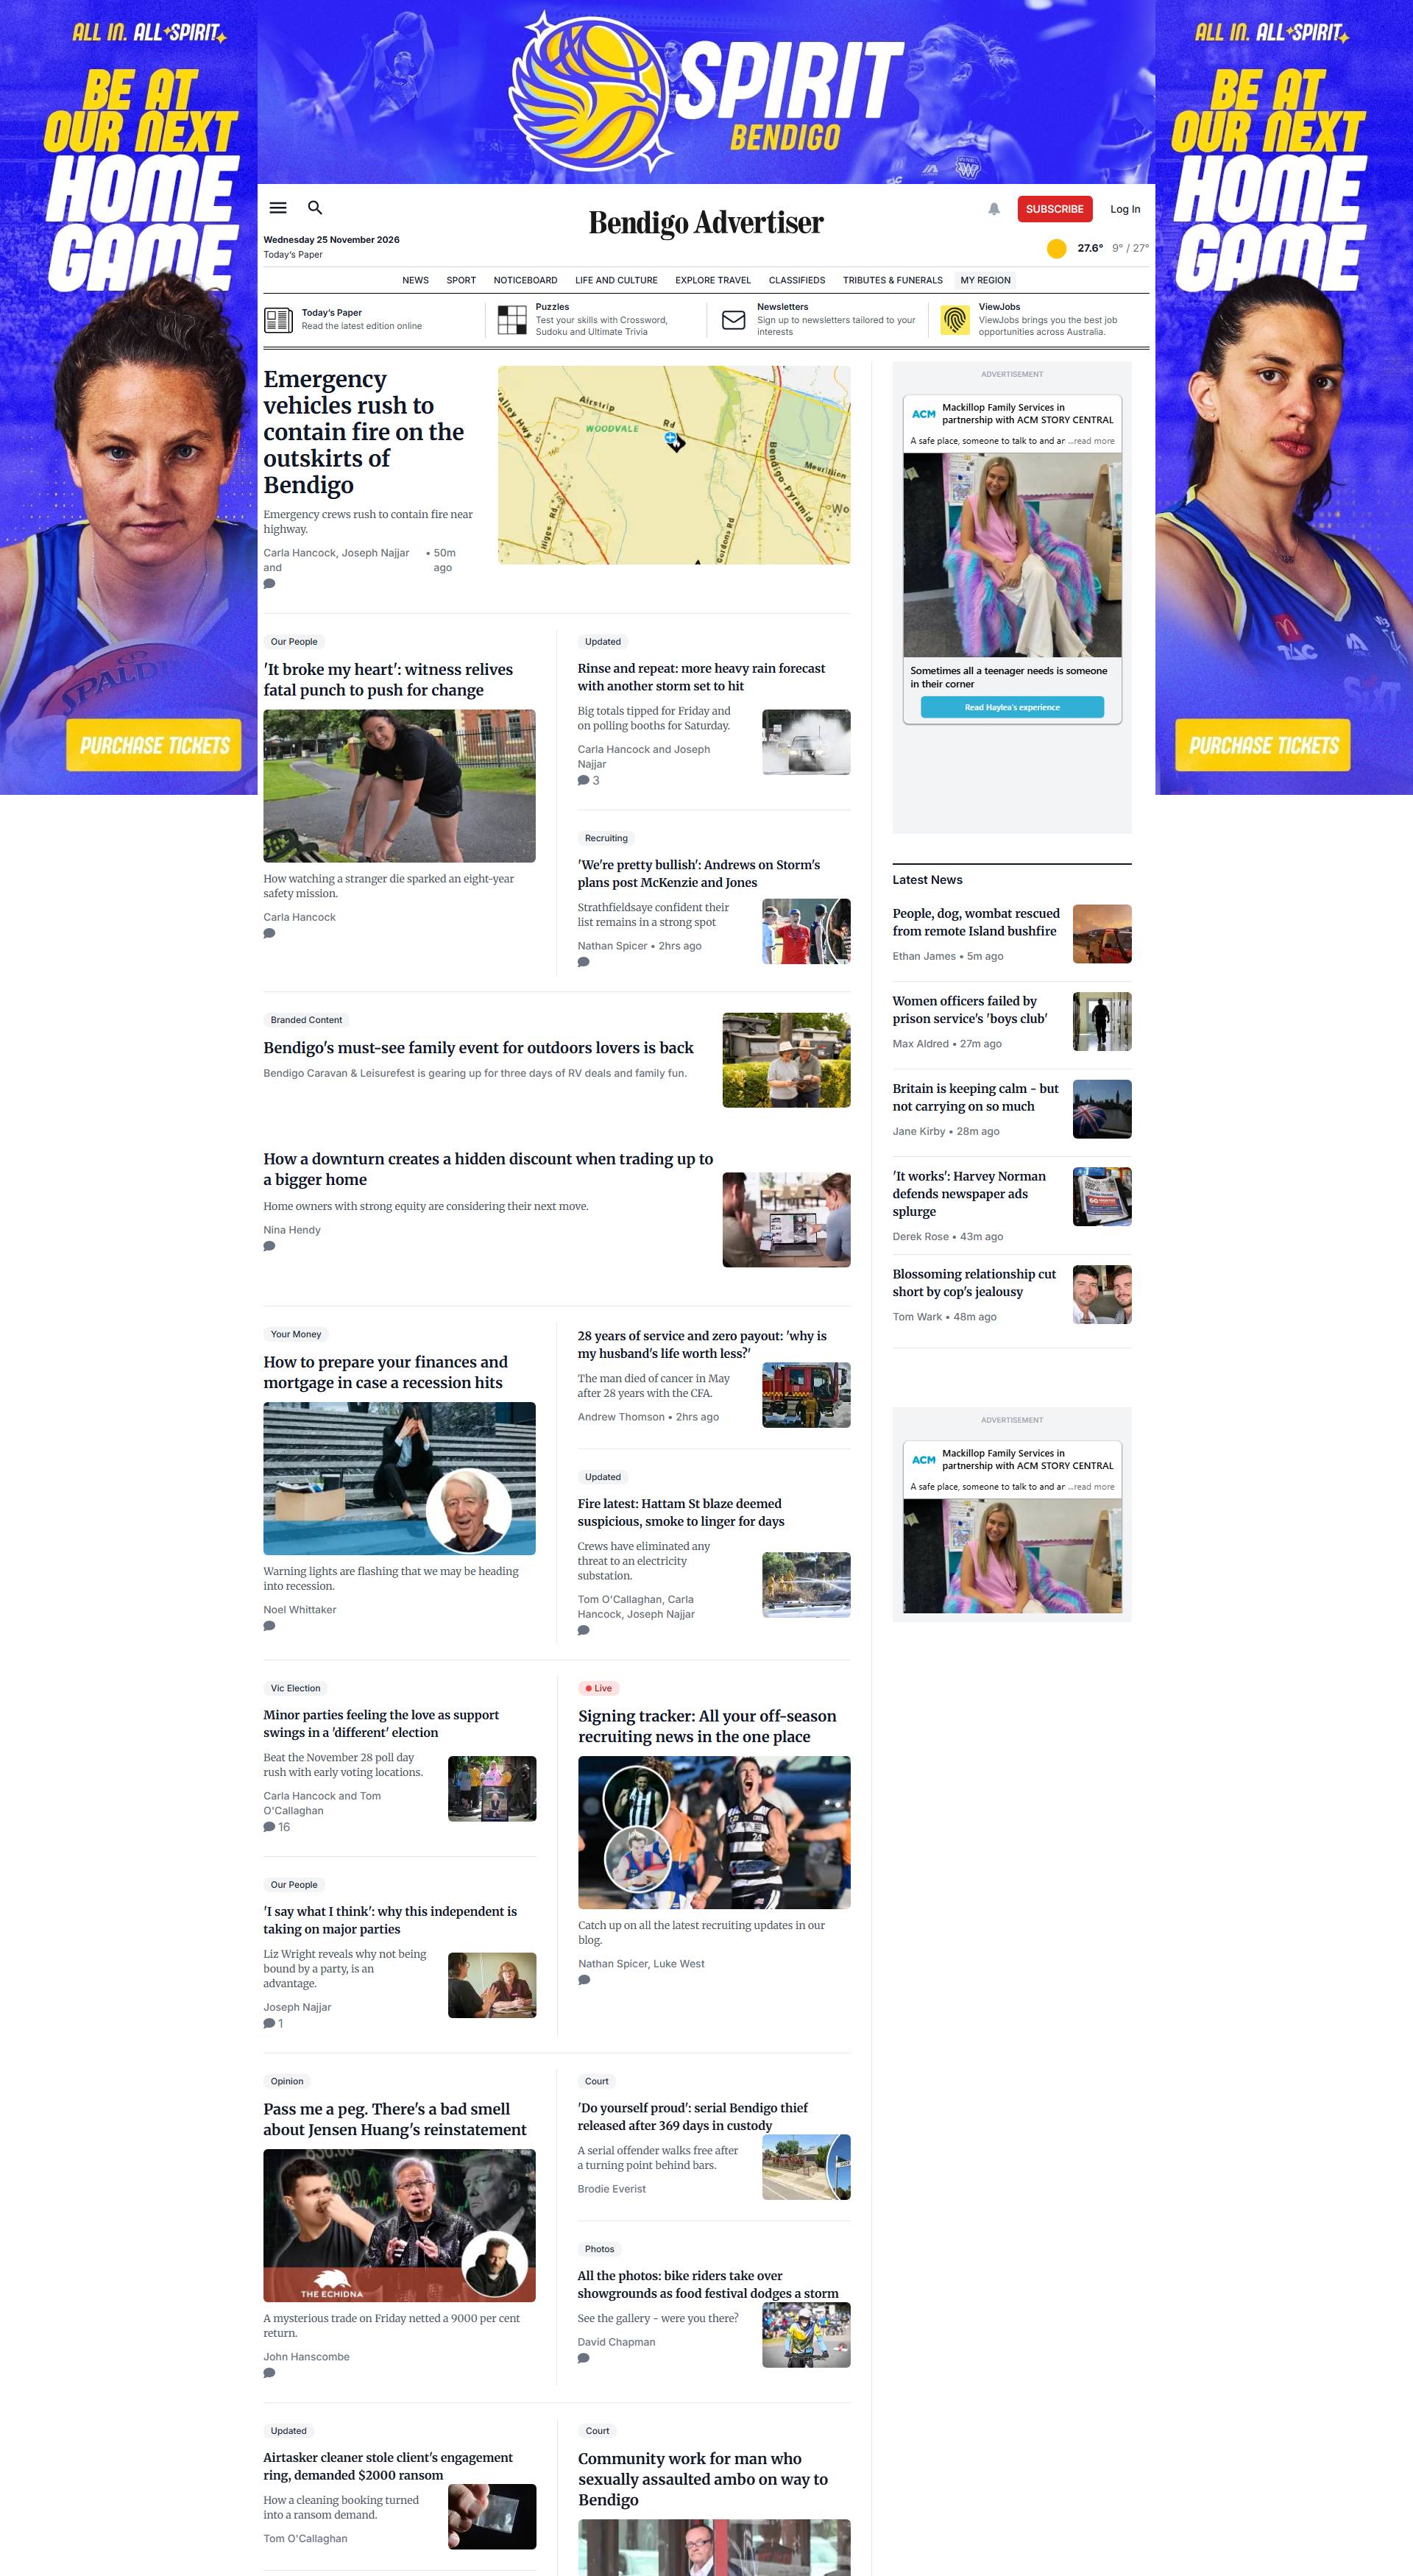 ALL IN. ALL SPIRIT
BE AT
OUR NEXT
HOME
GAME
SPALDING
PURCHASE TICKETS
SPIRIT
BENDIGO
ALL IN. ALL SPIRIT
BE AT
OUR NEXT
HOME
GAME
PURCHASE TICKETS
Bendigo Advertiser
SUBSCRIBE
Log In
Wednesday 25 November 2026
Today's Paper
27.6° 9° / 27°
NEWS SPORT NOTICEBOARD LIFE AND CULTURE EXPLORE TRAVEL CLASSIFIEDS TRIBUTES & FUNERALS MY REGION
Today's Paper
Read the latest edition online
Puzzles
Test your skills with Crossword,
Sudoku and Ultimate Trivia
Newsletters
Sign up to newsletters tailored to your
interests
ViewJobs
ViewJobs brings you the best job
opportunities across Australia.
Emergency
vehicles rush to
contain fire on the
outskirts of
Bendigo
Emergency crews rush to contain fire near
highway.
Carla Hancock, Joseph Najjar
and
• 50m
ago
alley Hwy
Airstrip
Rd
WOODVALE
Bendigo-Pyramid
Higgs Rd
Gordons Rd
Wo
Our People
'It broke my heart': witness relives
fatal punch to push for change
How watching a stranger die sparked an eight-year
safety mission.
Carla Hancock
Updated
Rinse and repeat: more heavy rain forecast
with another storm set to hit
Big totals tipped for Friday and
on polling booths for Saturday.
Carla Hancock and Joseph
Najjar
3
Recruiting
'We're pretty bullish': Andrews on Storm's
plans post McKenzie and Jones
Strathfieldsaye confident their
list remains in a strong spot
Nathan Spicer • 2hrs ago
Branded Content
Bendigo's must-see family event for outdoors lovers is back
Bendigo Caravan & Leisurefest is gearing up for three days of RV deals and family fun.
How a downturn creates a hidden discount when trading up to
a bigger home
Home owners with strong equity are considering their next move.
Nina Hendy
Your Money
How to prepare your finances and
mortgage in case a recession hits
Warning lights are flashing that we may be heading
into recession.
Noel Whittaker
28 years of service and zero payout: 'why is
my husband's life worth less?'
The man died of cancer in May
after 28 years with the CFA.
Andrew Thomson • 2hrs ago
Updated
Fire latest: Hattam St blaze deemed
suspicious, smoke to linger for days
Crews have eliminated any
threat to an electricity
substation.
Tom O'Callaghan, Carla
Hancock, Joseph Najjar
Vic Election
Minor parties feeling the love as support
swings in a 'different' election
Beat the November 28 poll day
rush with early voting locations.
Carla Hancock and Tom
O'Callaghan
16
Our People
'I say what I think': why this independent is
taking on major parties
Liz Wright reveals why not being
bound by a party, is an
advantage.
Joseph Najjar
1
Live
Signing tracker: All your off-season
recruiting news in the one place
Catch up on all the latest recruiting updates in our
blog.
Nathan Spicer, Luke West
Opinion
Pass me a peg. There's a bad smell
about Jensen Huang's reinstatement
THE ECHIDNA
A mysterious trade on Friday netted a 9000 per cent
return.
John Hanscombe
Court
'Do yourself proud': serial Bendigo thief
released after 369 days in custody
A serial offender walks free after
a turning point behind bars.
Brodie Everist
Photos
All the photos: bike riders take over
showgrounds as food festival dodges a storm
See the gallery - were you there?
David Chapman
Updated
Airtasker cleaner stole client's engagement
ring, demanded $2000 ransom
How a cleaning booking turned
into a ransom demand.
Tom O'Callaghan
Court
Community work for man who
sexually assaulted ambo on way to
Bendigo
ADVERTISEMENT
ACM
Mackillop Family Services in
partnership with ACM STORY CENTRAL
A safe place, someone to talk to and ar ...read more
Sometimes all a teenager needs is someone
in their corner
Read Haylea's experience
Latest News
People, dog, wombat rescued
from remote Island bushfire
Ethan James • 5m ago
Women officers failed by
prison service's 'boys club'
Max Aldred • 27m ago
Britain is keeping calm - but
not carrying on so much
Jane Kirby • 28m ago
'It works': Harvey Norman
defends newspaper ads
splurge
Derek Rose • 43m ago
Blossoming relationship cut
short by cop's jealousy
Tom Wark • 48m ago
ADVERTISEMENT
ACM
Mackillop Family Services in
partnership with ACM STORY CENTRAL
A safe place, someone to talk to and ar ...read more